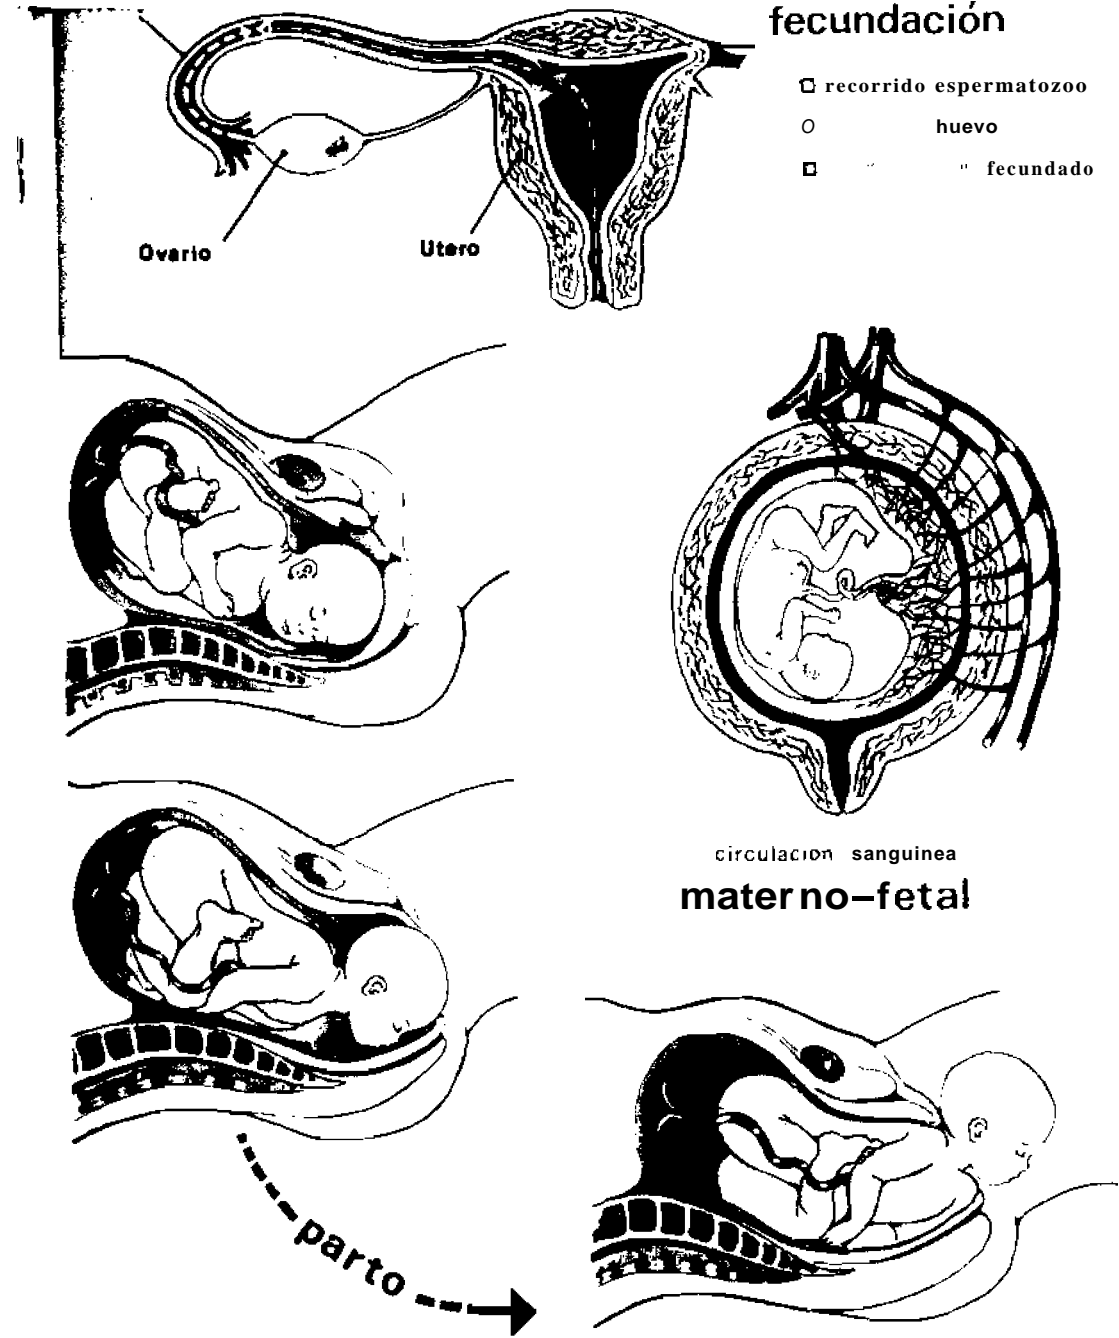 fecundación
recorrido espermatozoo
huevo
" " fecundado
Ovario
Utero
circulacion sanguinea
materno-fetal
parto